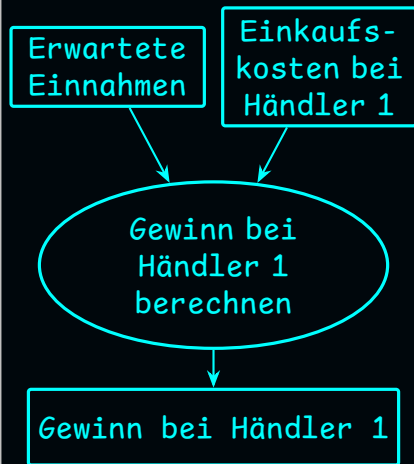 Erwartete
Einnahmen
Einkaufs-
kosten bei
Händler 1
Gewinn bei
Händler 1
berechnen
Gewinn bei Händler 1